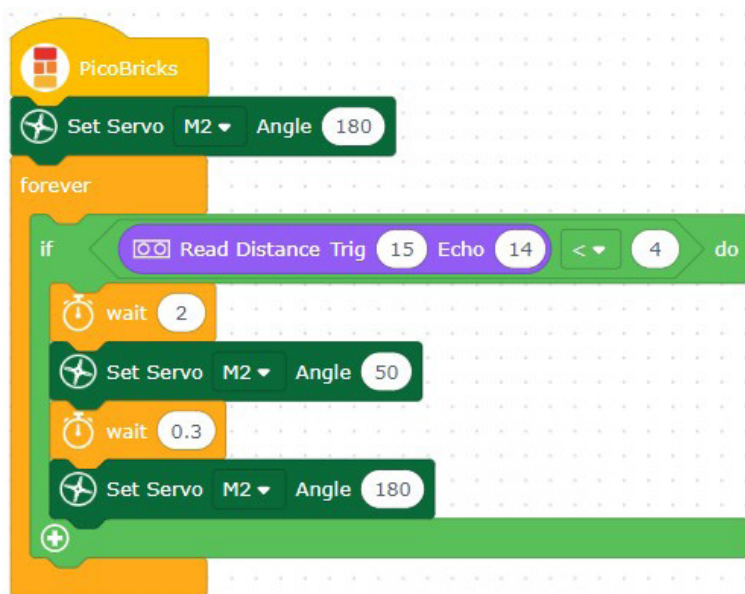 PicoBricks
Set Servo M2 Angle 180
forever
if Read Distance Trig 15 Echo 14 < 4 do
wait 2
Set Servo M2 Angle 50
wait 0.3
Set Servo M2 Angle 180